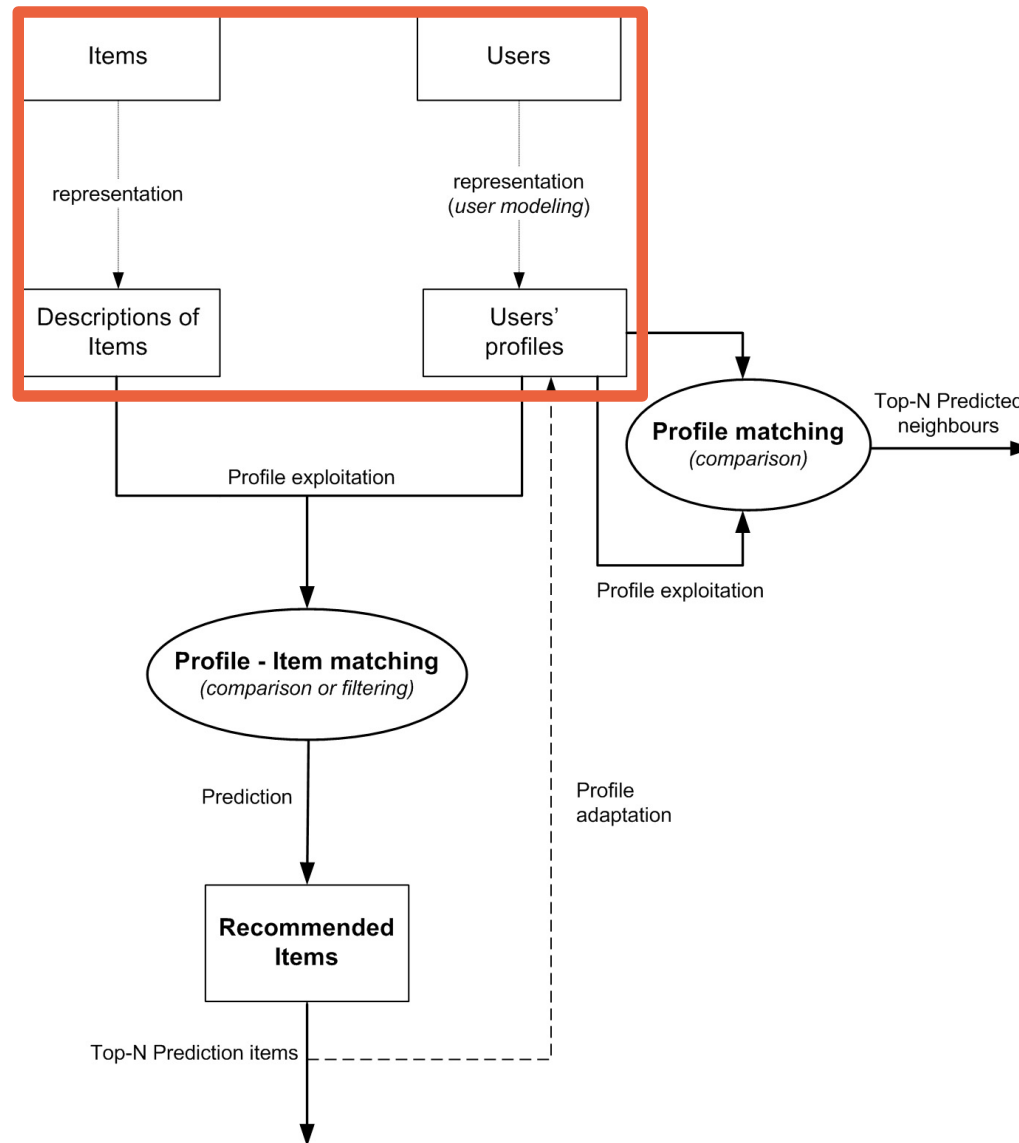 Items
Users
representation
representation
(user modeling)
Descriptions of
Items
Users'
profiles
Profile matching
(comparison)
Top-N Predicted
neighbours
Profile exploitation
Profile exploitation
Profile - Item matching
(comparison or filtering)
Prediction
Profile
adaptation
Recommended
Items
Top-N Prediction items